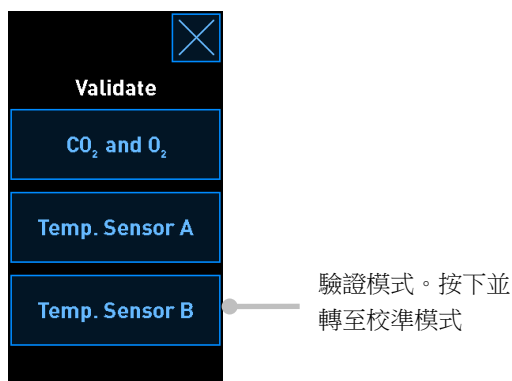 Validate
CO₂ and O₂
Temp. Sensor A
Temp. Sensor B
驗證模式。按下並
轉至校準模式